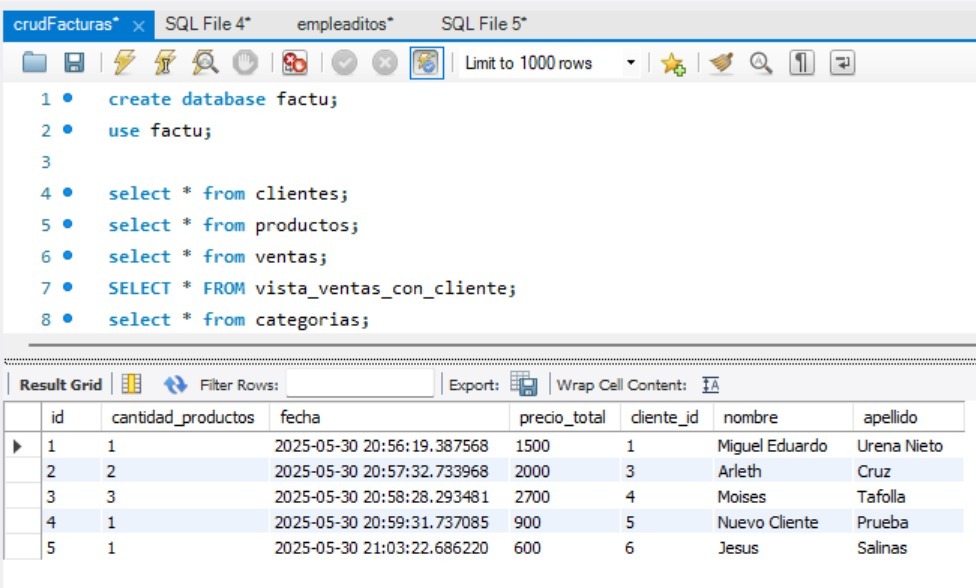 crudFacturas* × SQL File 4* empleaditos* SQL File 5*
Limit to 1000 rows
1 create database factu;
2 use factu;
3
4 select * from clientes;
5 select * from productos;
6 select * from ventas;
7 SELECT * FROM vista_ventas_con_cliente;
8 select * from categorias;
Result Grid Filter Rows: Export: Wrap Cell Content:
id cantidad_productos fecha precio_total cliente_id nombre apellido
1 1 2025-05-30 20:56:19.387568 1500 1 Miguel Eduardo Urena Nieto
2 2 2025-05-30 20:57:32.733968 2000 3 Arleth Cruz
3 3 2025-05-30 20:58:28.293481 2700 4 Moises Tafolla
4 1 2025-05-30 20:59:31.737085 900 5 Nuevo Cliente Prueba
5 1 2025-05-30 21:03:22.686220 600 6 Jesus Salinas